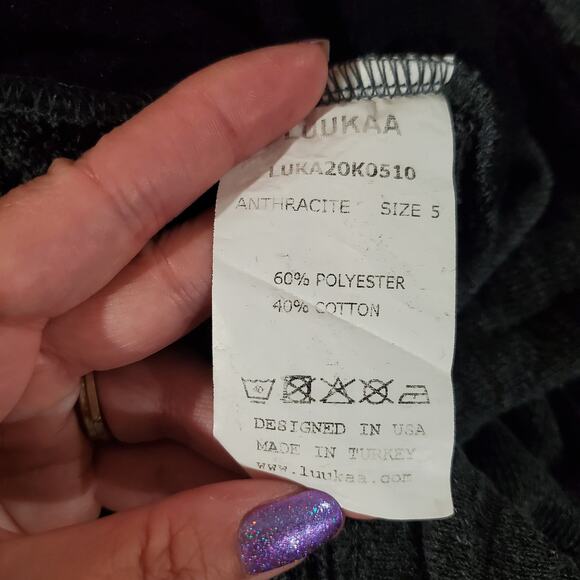 LUUKAA
LUKA20K0510
ANTHRACITE SIZE 5
60% POLYESTER
40% COTTON
DESIGNED IN USA
MADE IN TURKEY
www.luukaa.com